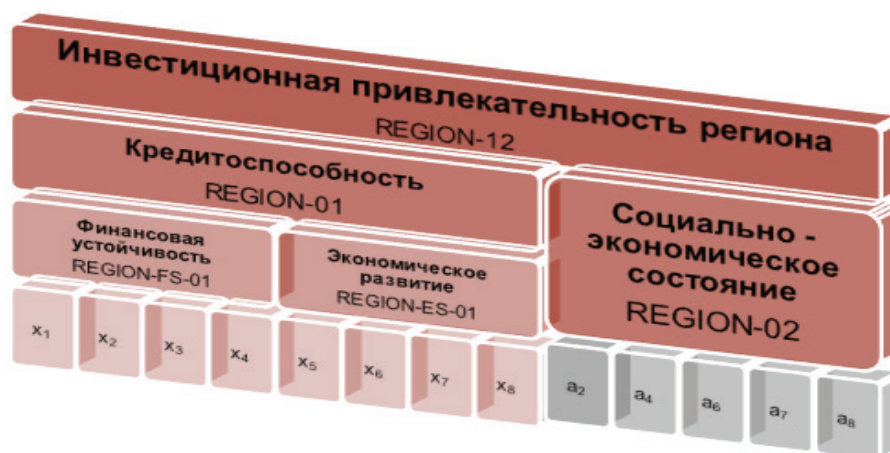 Инвестиционная привлекательность региона
REGION-12
Кредитоспособность
REGION-01
Социально -
экономическое
состояние
REGION-02
Финансовая
устойчивость
REGION-FS-01
Экономическое
развитие
REGION-ES-01
x₁ x₂ x₃ x₄ x₅ x₆ x₇ x₈ a₂ a₄ a₆ a₇ a₈